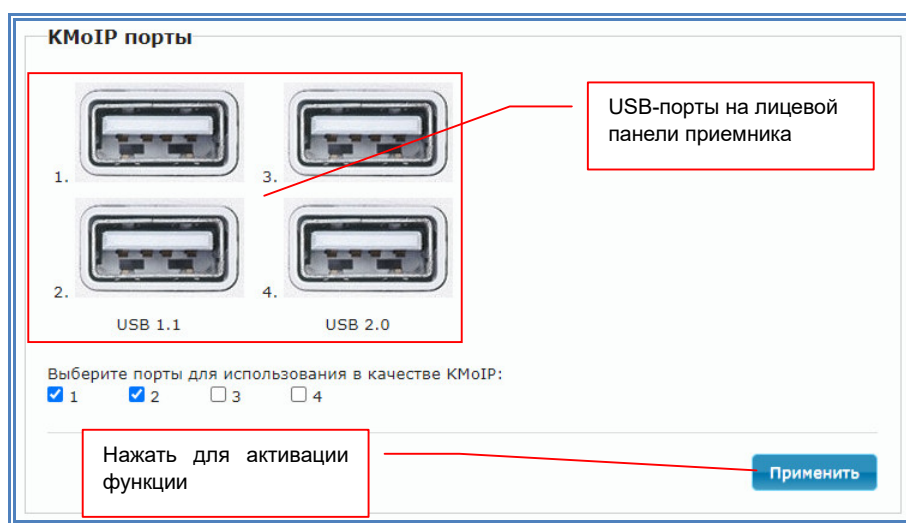 KMoIP порты
USB-порты на лицевой
панели приемника
1.
3.
2.
4.
USB 1.1
USB 2.0
Выберите порты для использования в качестве KMoIP:
1 2 3 4
Нажать для активации
функции
Применить